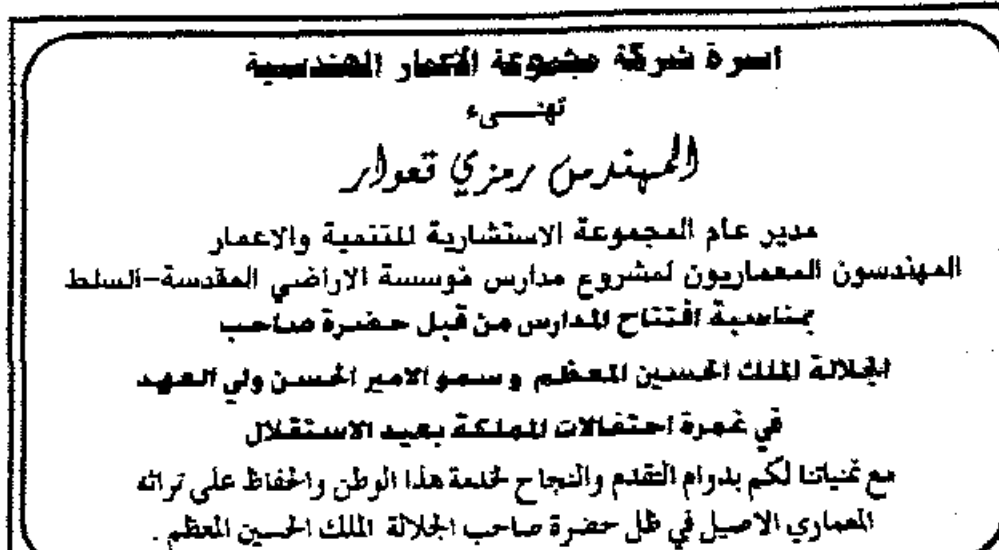 اسرة شركة مجموعة الاعمار الهندسية
تهنىء
المهندس رمزي قعوار
مدير عام المجموعة الاستشارية للتنمية والاعمار
المهندسون المعماريون لمشروع مدارس مؤسسة الاراضي المقدسة-السلط
بمناسبة افتتاح المدارس من قبل حضرة صاحب
الجلالة الملك الحسين المعظم وسمو الامير الحسن ولي العهد
في غمرة احتفالات المملكة بعيد الاستقلال
مع تمنياتنا لكم بدوام التقدم والنجاح لخدمة هذا الوطن والحفاظ على تراثه
المعماري الاصيل في ظل حضرة صاحب الجلالة الملك الحسين المعظم .